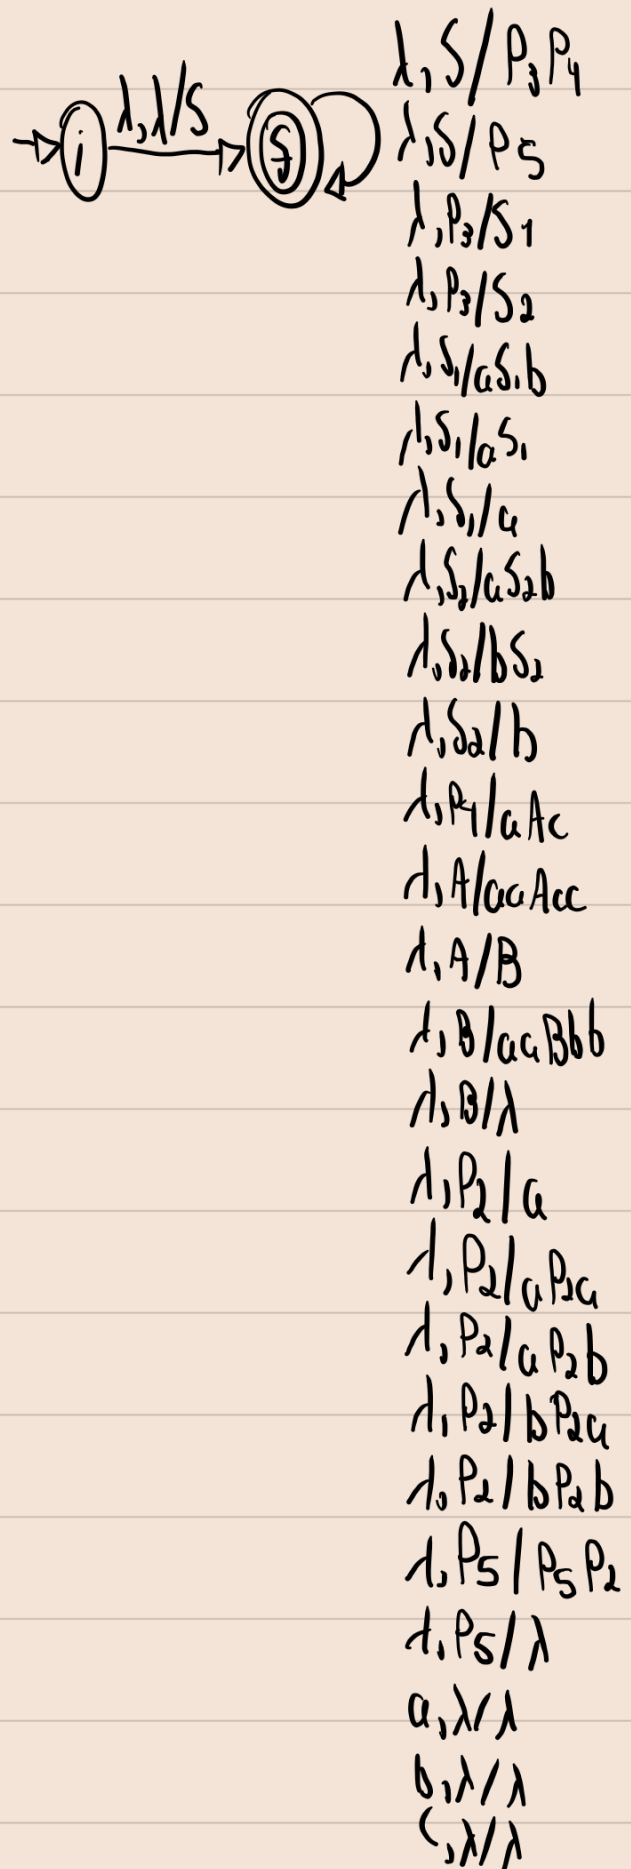 λ,S/P₃P₄
i λ,λ/S f
λ,S/P₅
λ,P₃/S₁
λ,P₃/S₂
λ,S₁/aS₁b
λ,S₁/aS₁
λ,S₁/a
λ,S₂/aS₂b
λ,S₂/bS₂
λ,S₂/b
λ,P₄/aAc
λ,A/aaAcc
λ,A/B
λ,B/aaBbb
λ,B/λ
λ,P₂/a
λ,P₂/aP₂a
λ,P₂/aP₂b
λ,P₂/bP₂a
λ,P₂/bP₂b
λ,P₅/P₅P₂
λ,P₅/λ
a,λ/λ
b,λ/λ
c,λ/λ